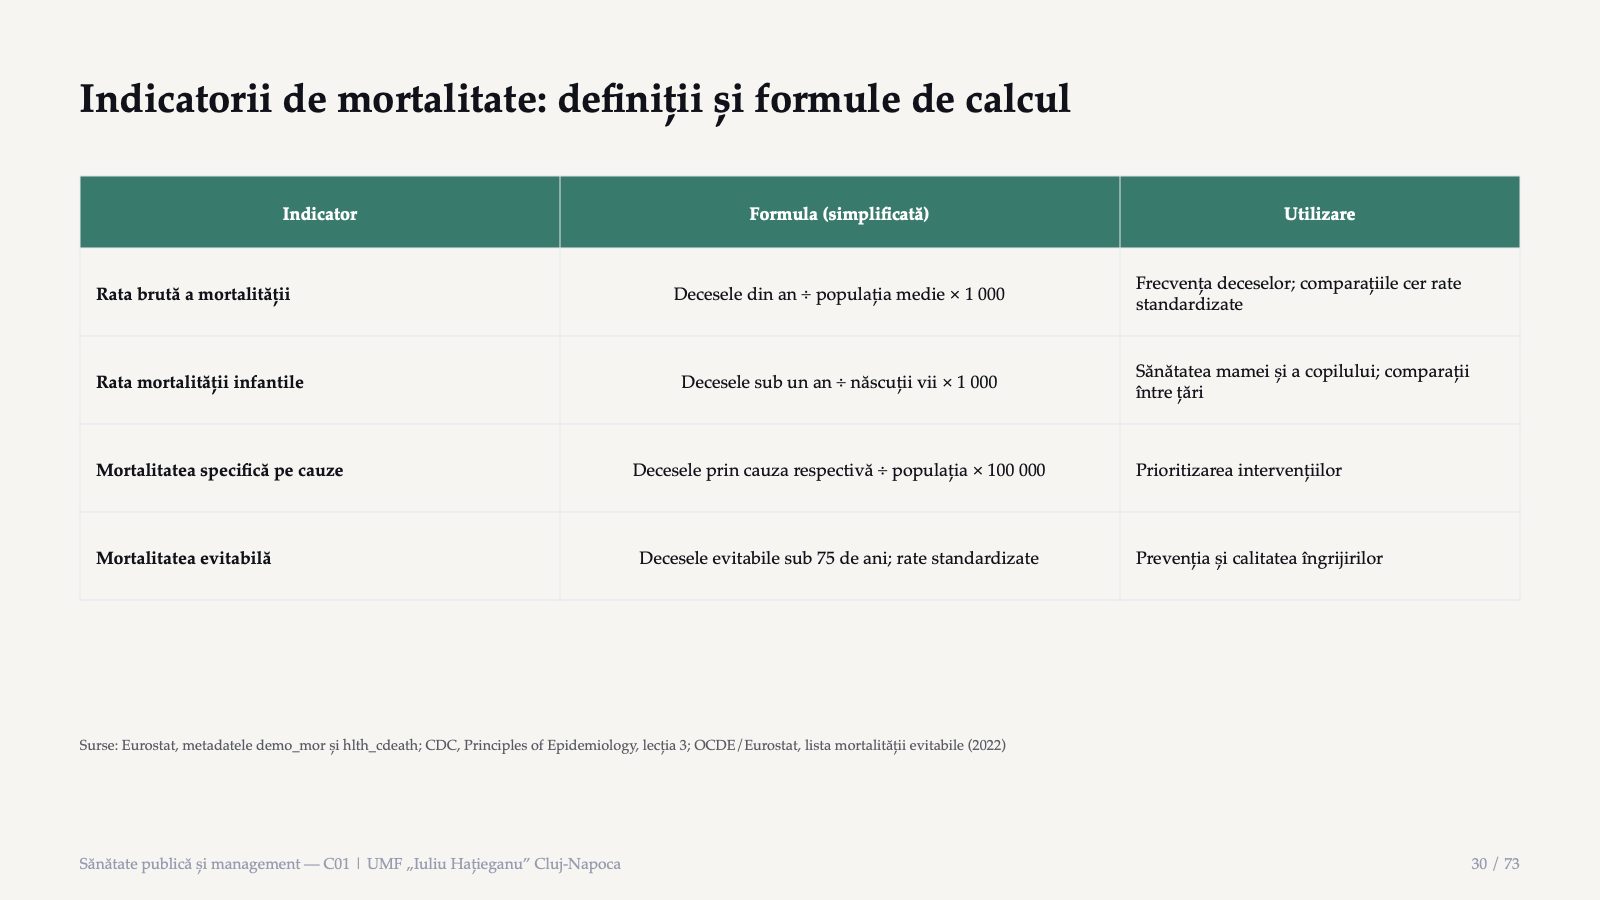 Indicatorii de mortalitate: definiții și formule de calcul
Indicator
Formula (simplificată)
Utilizare
Rata brută a mortalității
Decesele din an ÷ populația medie × 1 000
Frecvența deceselor; comparațiile cer rate
standardizate
Rata mortalității infantile
Decesele sub un an ÷ născuții vii × 1 000
Sănătatea mamei și a copilului; comparații
între țări
Mortalitatea specifică pe cauze
Decesele prin cauza respectivă ÷ populația × 100 000
Prioritizarea intervențiilor
Mortalitatea evitabilă
Decesele evitabile sub 75 de ani; rate standardizate
Prevenția și calitatea îngrijirilor
Surse: Eurostat, metadatele demo_mor și hlth_cdeath; CDC, Principles of Epidemiology, lecția 3; OCDE/Eurostat, lista mortalității evitabile (2022)
Sănătate publică și management — C01 | UMF „Iuliu Hațieganu” Cluj-Napoca
30 / 73